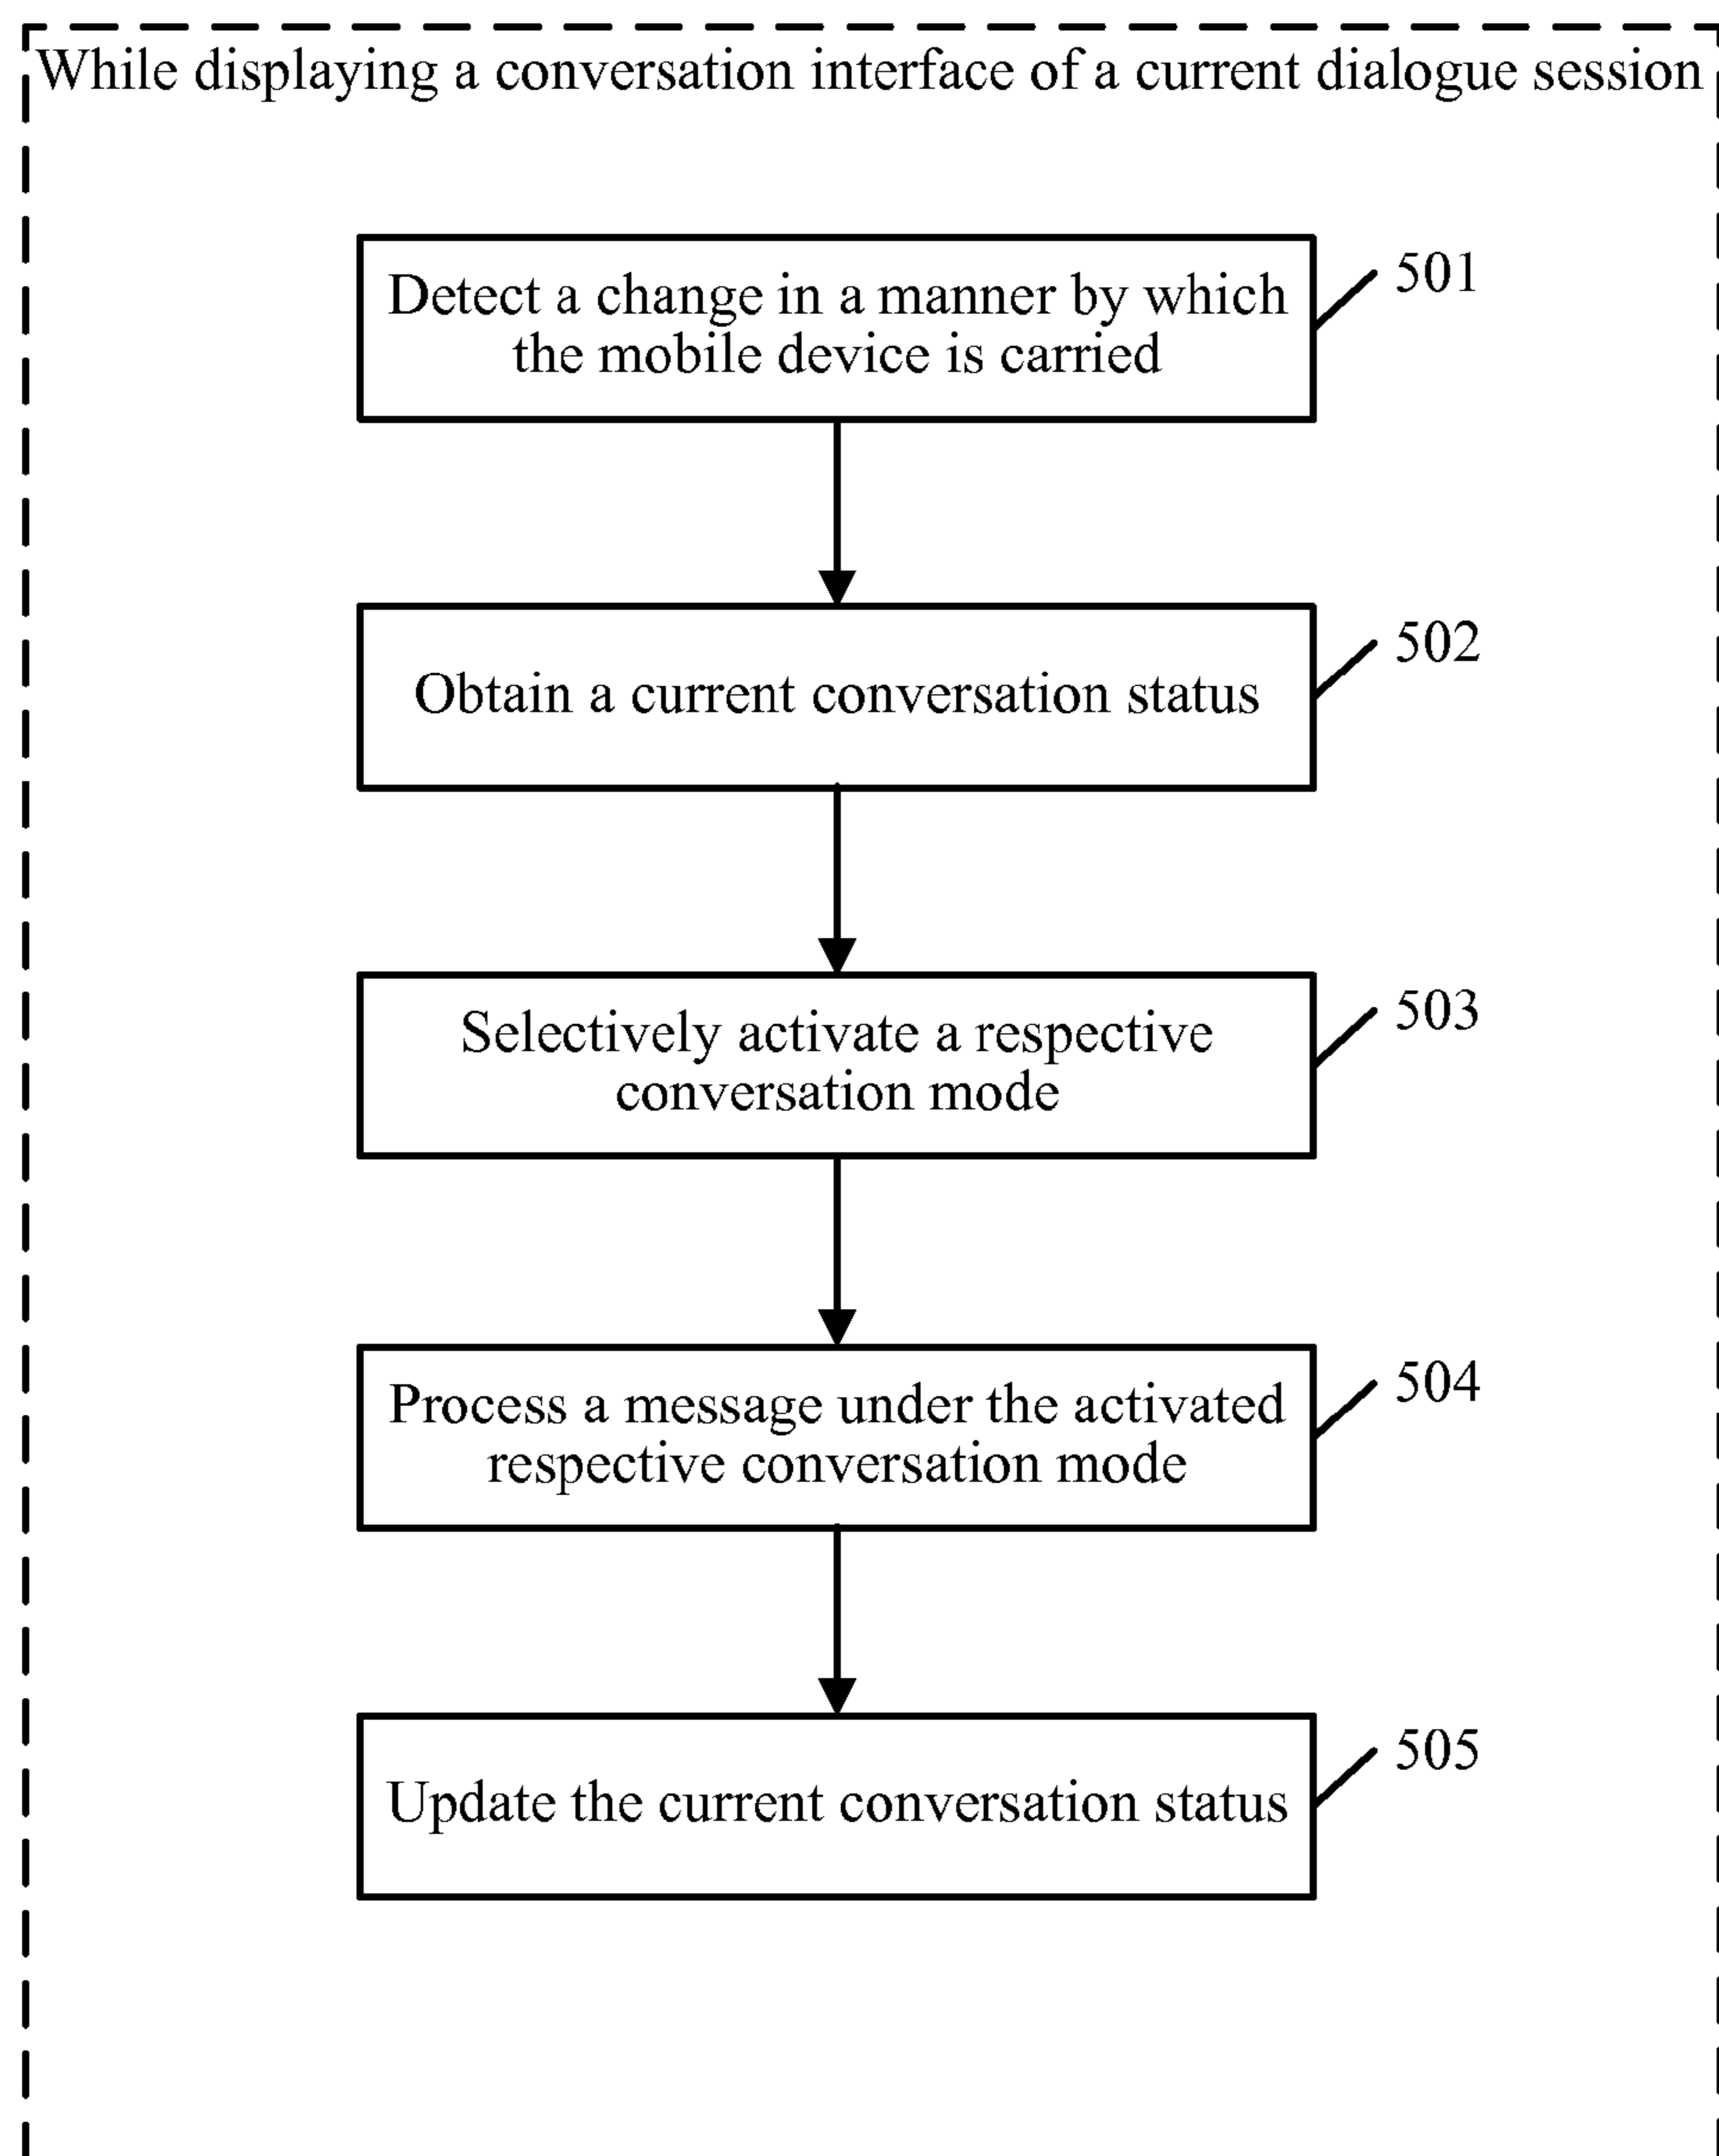 While displaying a conversation interface of a current dialogue session
Detect a change in a manner by which
the mobile device is carried
501
Obtain a current conversation status
502
Selectively activate a respective
conversation mode
503
Process a message under the activated
respective conversation mode
504
Update the current conversation status
505